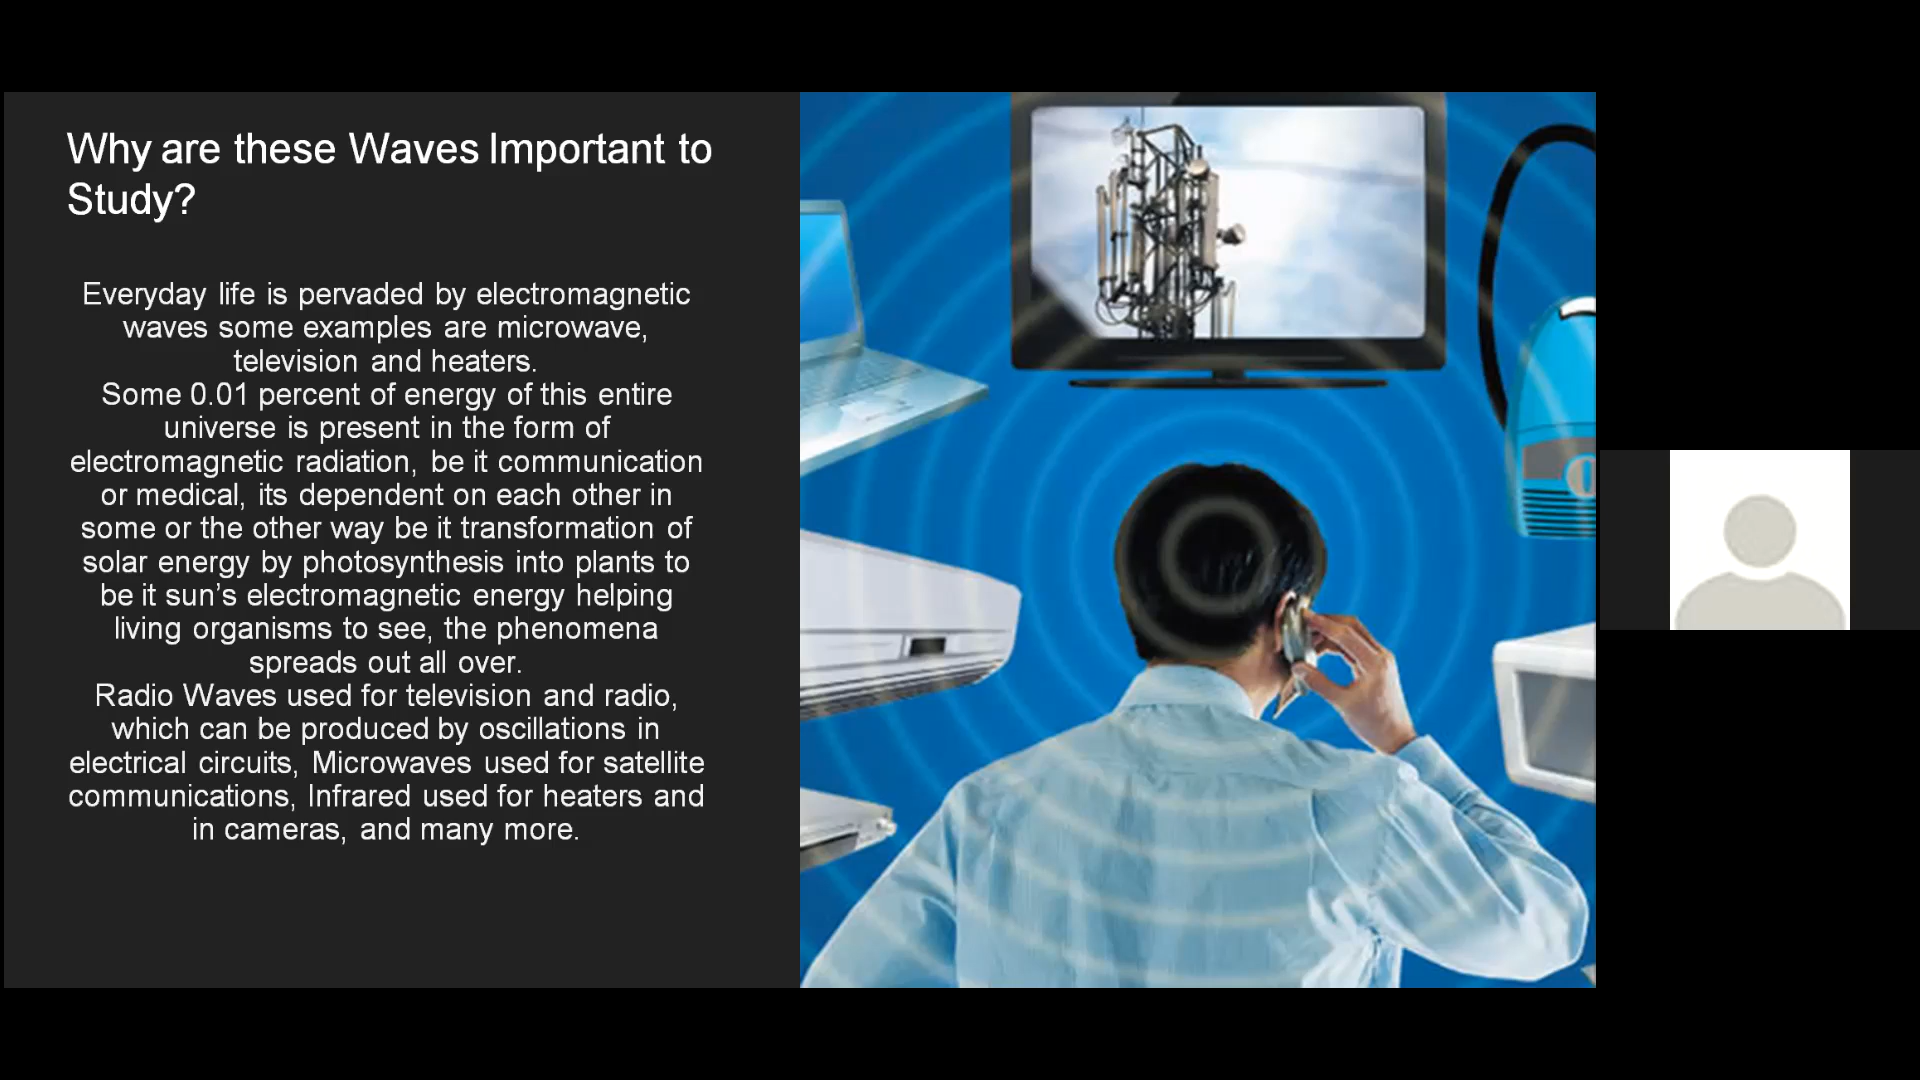 Why are these Waves Important to
Study?
Everyday life is pervaded by electromagnetic
waves some examples are microwave,
television and heaters.
Some 0.01 percent of energy of this entire
universe is present in the form of
electromagnetic radiation, be it communication
or medical, its dependent on each other in
some or the other way be it transformation of
solar energy by photosynthesis into plants to
be it sun’s electromagnetic energy helping
living organisms to see, the phenomena
spreads out all over.
Radio Waves used for television and radio,
which can be produced by oscillations in
electrical circuits, Microwaves used for satellite
communications, Infrared used for heaters and
in cameras, and many more.